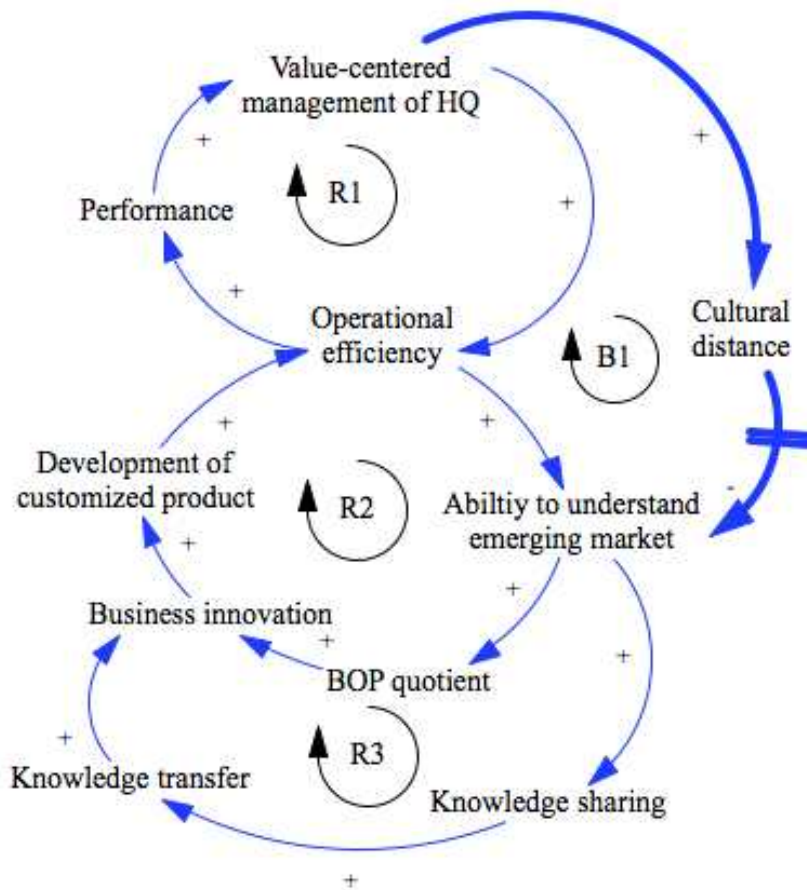 Value-centered
management of HQ
+
+
R1
Performance
+
+
Operational
efficiency
Cultural
distance
B1
+
+
Development of
customized product
R2
Abiltiy to understand
emerging market
-
+
+
Business innovation
+
+
BOP quotient
+
R3
Knowledge transfer
Knowledge sharing
+